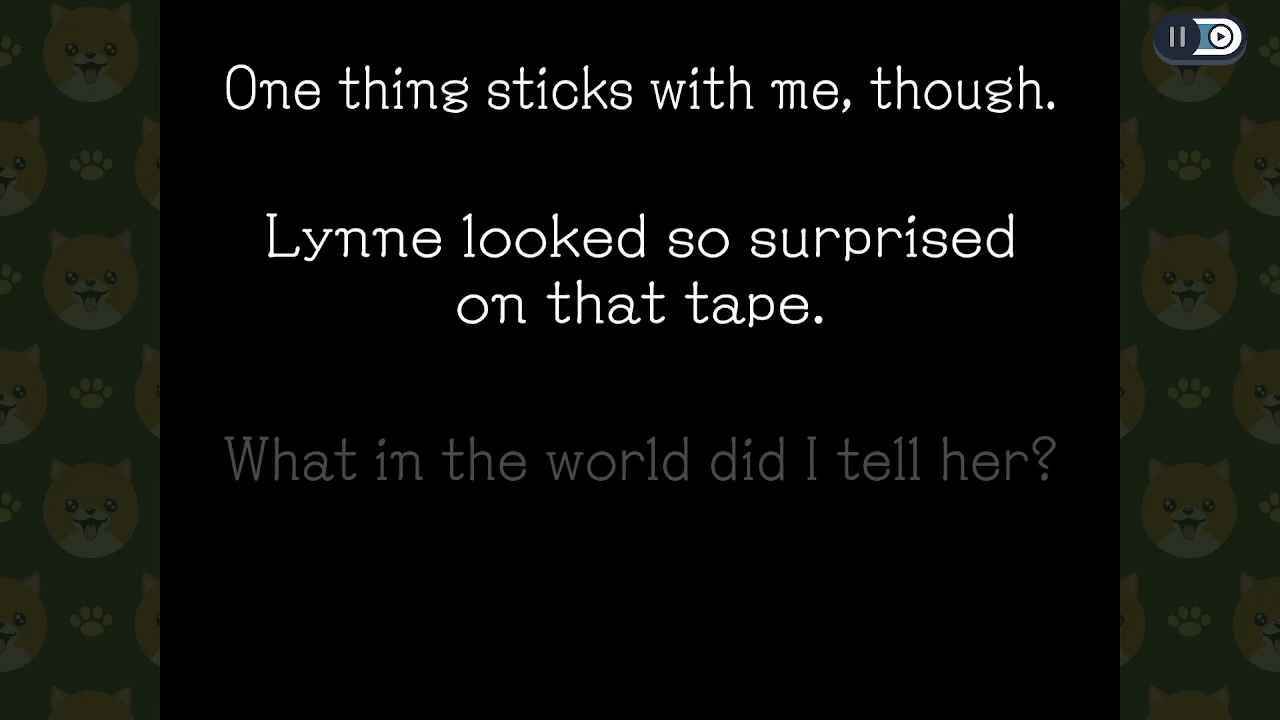 One thing sticks with me, though.
Lynne looked so surprised
on that tape.
What in the world did I tell her?